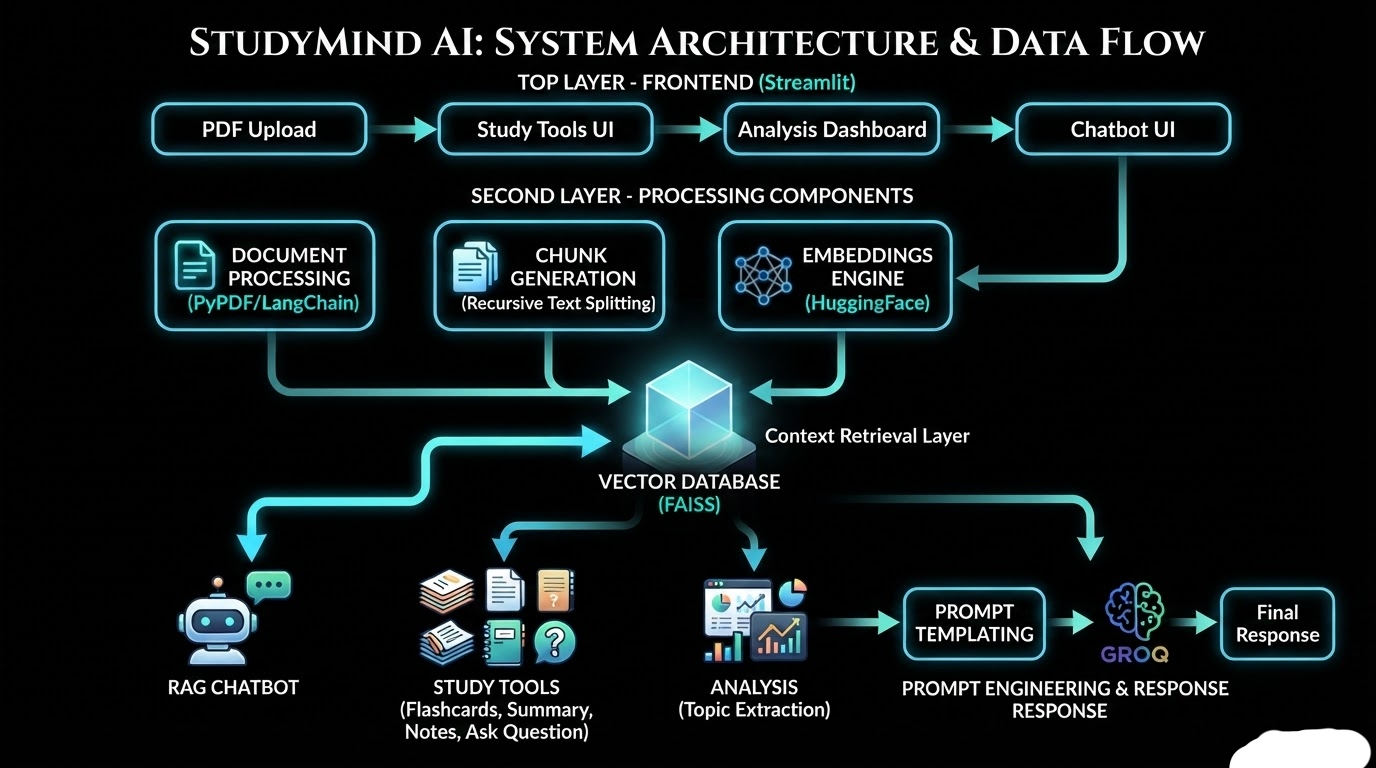 STUDYMIND AI: SYSTEM ARCHITECTURE & DATA FLOW
TOP LAYER - FRONTEND (Streamlit)
PDF Upload
Study Tools UI
Analysis Dashboard
Chatbot UI
SECOND LAYER - PROCESSING COMPONENTS
DOCUMENT
PROCESSING
(PyPDF/LangChain)
CHUNK
GENERATION
(Recursive Text Splitting)
EMBEDDINGS
ENGINE
(HuggingFace)
Context Retrieval Layer
VECTOR DATABASE
(FAISS)
RAG CHATBOT
STUDY TOOLS
(Flashcards, Summary,
Notes, Ask Question)
ANALYSIS
(Topic Extraction)
PROMPT
TEMPLATING
GROQ
Final
Response
PROMPT ENGINEERING & RESPONSE
RESPONSE